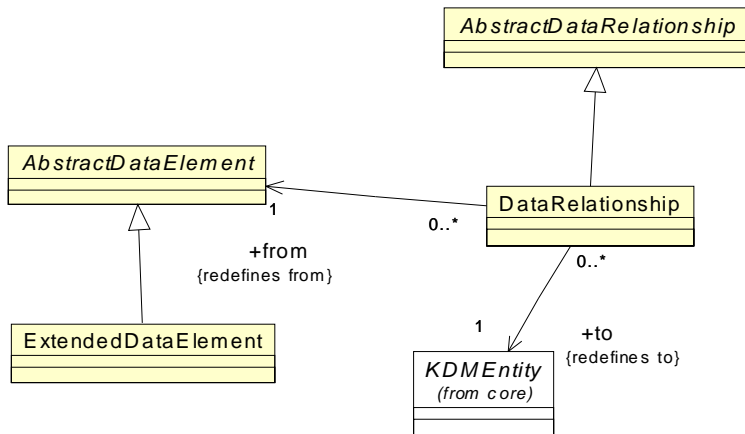 AbstractDataRelationship
AbstractDataElement
DataRelationship
1
0..*
+from
{redefines from}
0..*
ExtendedDataElement
1
+to
{redefines to}
KDMEntity
(from core)